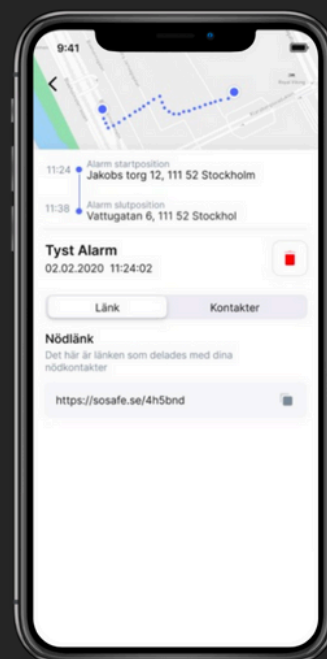 9:41
11:24 Alarm startposition
Jakobs torg 12, 111 52 Stockholm
11:38 Alarm slutposition
Vattugatan 6, 111 52 Stockhol
Tyst Alarm
02.02.2020 11:24:02
Länk Kontakter
Nödlänk
Det här är länken som delades med dina
nödkontakter
https://sosafe.se/4h5bnd